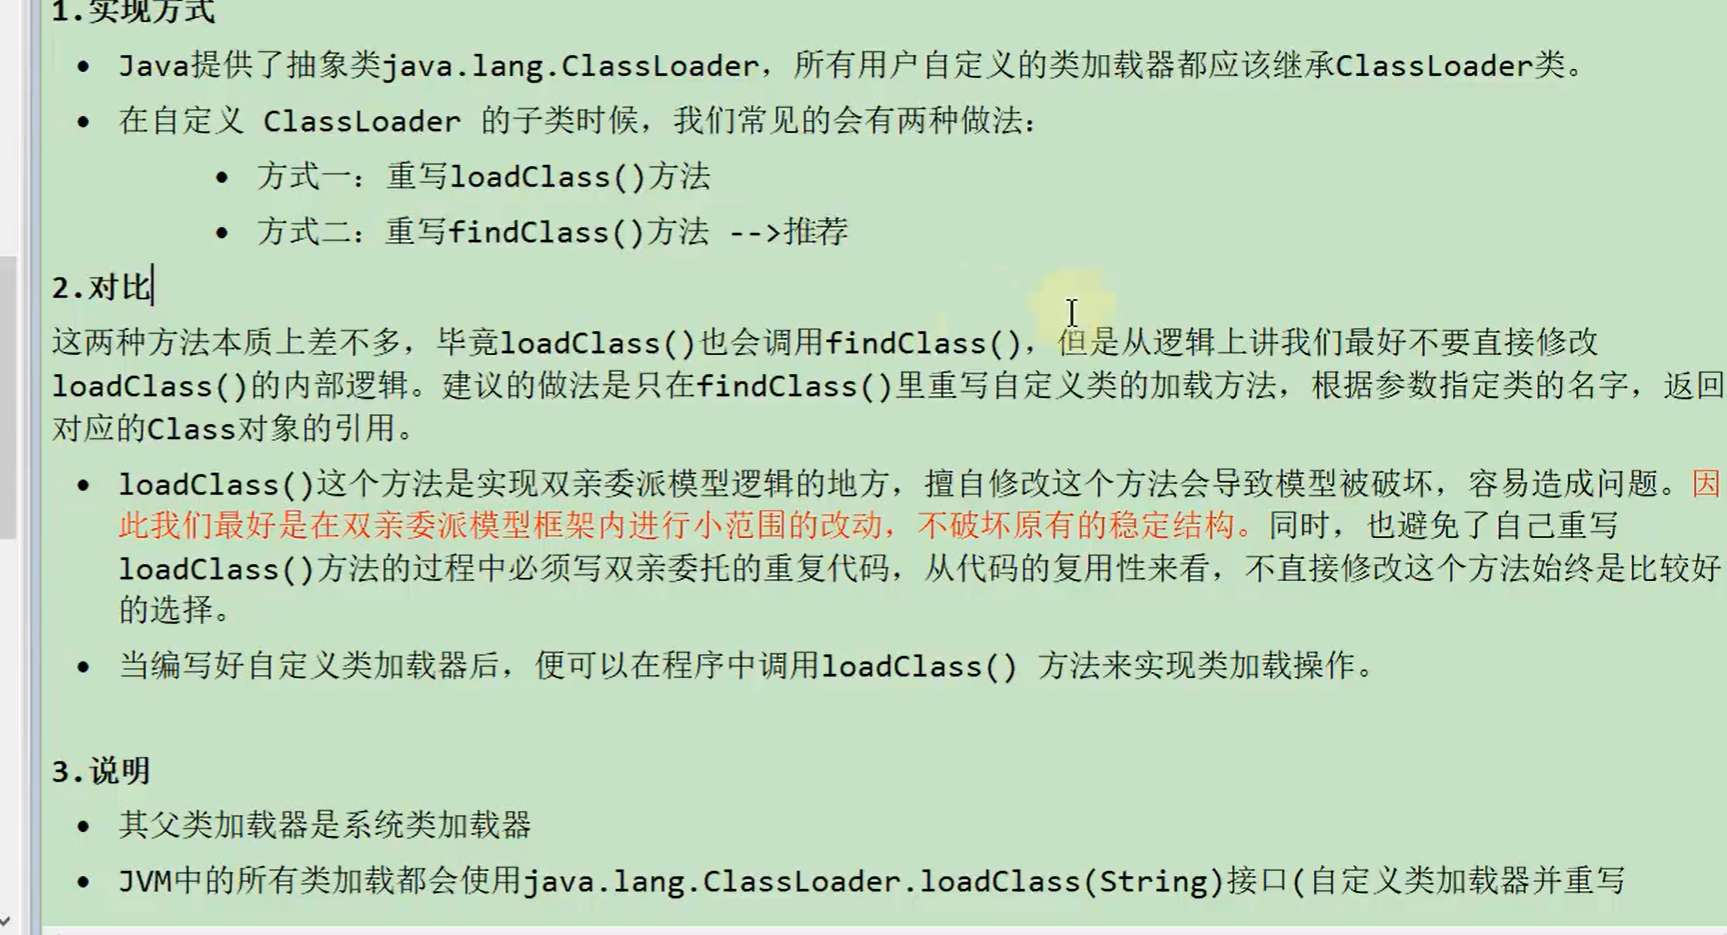 1.实现方式
• Java提供了抽象类java.lang.ClassLoader，所有用户自定义的类加载器都应该继承ClassLoader类。
• 在自定义 ClassLoader 的子类时候，我们常见的会有两种做法：
• 方式一：重写loadClass()方法
• 方式二：重写findClass()方法 -->推荐
2.对比
这两种方法本质上差不多，毕竟loadClass()也会调用findClass()，但是从逻辑上讲我们最好不要直接修改
loadClass()的内部逻辑。建议的做法是只在findClass()里重写自定义类的加载方法，根据参数指定类的名字，返回
对应的Class对象的引用。
• loadClass()这个方法是实现双亲委派模型逻辑的地方，擅自修改这个方法会导致模型被破坏，容易造成问题。因
此我们最好是在双亲委派模型框架内进行小范围的改动，不破坏原有的稳定结构。同时，也避免了自己重写
loadClass()方法的过程中必须写双亲委托的重复代码，从代码的复用性来看，不直接修改这个方法始终是比较好
的选择。
• 当编写好自定义类加载器后，便可以在程序中调用loadClass() 方法来实现类加载操作。
3.说明
• 其父类加载器是系统类加载器
• JVM中的所有类加载都会使用java.lang.ClassLoader.loadClass(String)接口(自定义类加载器并重写